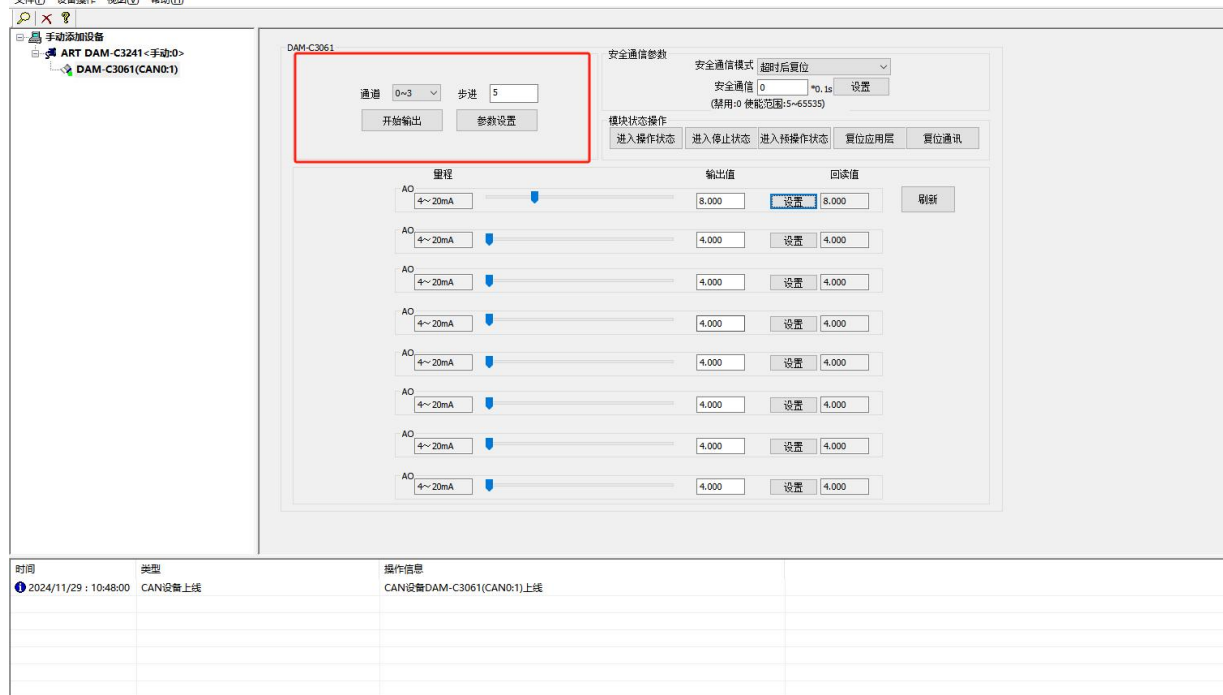 文件(F) 设备操作 视图(V) 帮助(H)
手动添加设备
ART DAM-C3241<手动:0>
DAM-C3061(CAN0:1)
DAM-C3061
通道 0~3 步进 5
开始输出 参数设置
安全通信参数
安全通信模式 超时后复位
安全通信 0 *0.1s 设置
(禁用:0 使能范围:5~65535)
模块状态操作
进入操作状态 进入停止状态 进入预操作状态 复位应用层 复位通讯
量程 输出值 回读值
AO
4~20mA 8.000 设置 8.000 刷新
AO
4~20mA 4.000 设置 4.000
AO
4~20mA 4.000 设置 4.000
AO
4~20mA 4.000 设置 4.000
AO
4~20mA 4.000 设置 4.000
AO
4~20mA 4.000 设置 4.000
AO
4~20mA 4.000 设置 4.000
AO
4~20mA 4.000 设置 4.000
时间 类型 操作信息
2024/11/29 : 10:48:00 CAN设备上线 CAN设备DAM-C3061(CAN0:1)上线